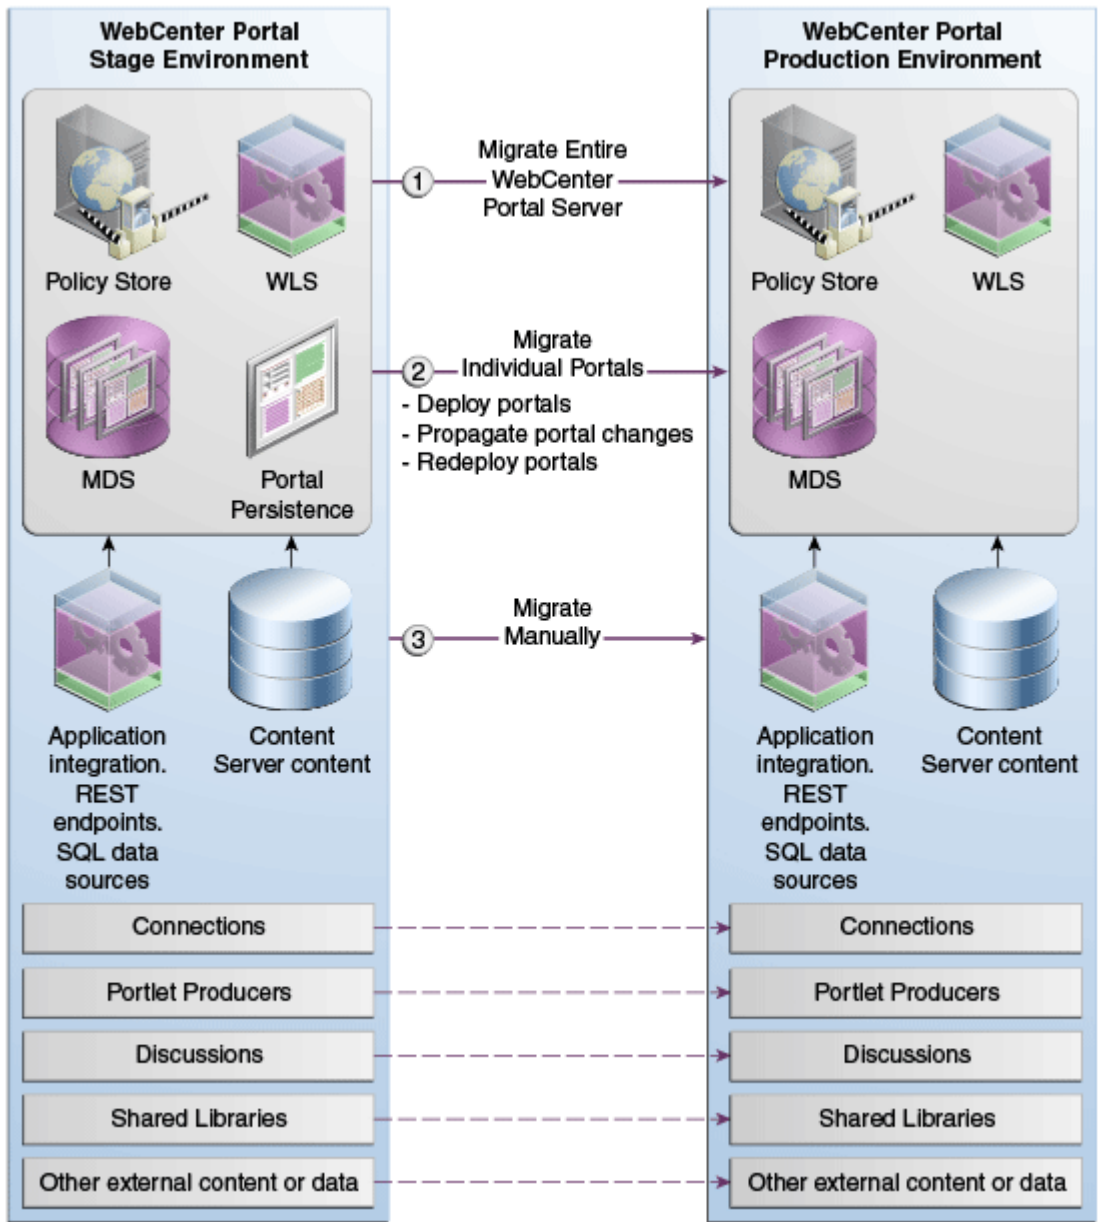 WebCenter Portal
Stage Environment
WebCenter Portal
Production Environment
Policy Store
WLS
MDS
Portal
Persistence
1
Migrate Entire
WebCenter
Portal Server
2
Migrate
Individual Portals
- Deploy portals
- Propagate portal changes
- Redeploy portals
Policy Store
WLS
MDS
Application
integration.
REST
endpoints.
SQL data
sources
Content
Server content
3
Migrate
Manually
Application
integration.
REST
endpoints.
SQL data
sources
Content
Server content
Connections
Connections
Portlet Producers
Portlet Producers
Discussions
Discussions
Shared Libraries
Shared Libraries
Other external content or data
Other external content or data